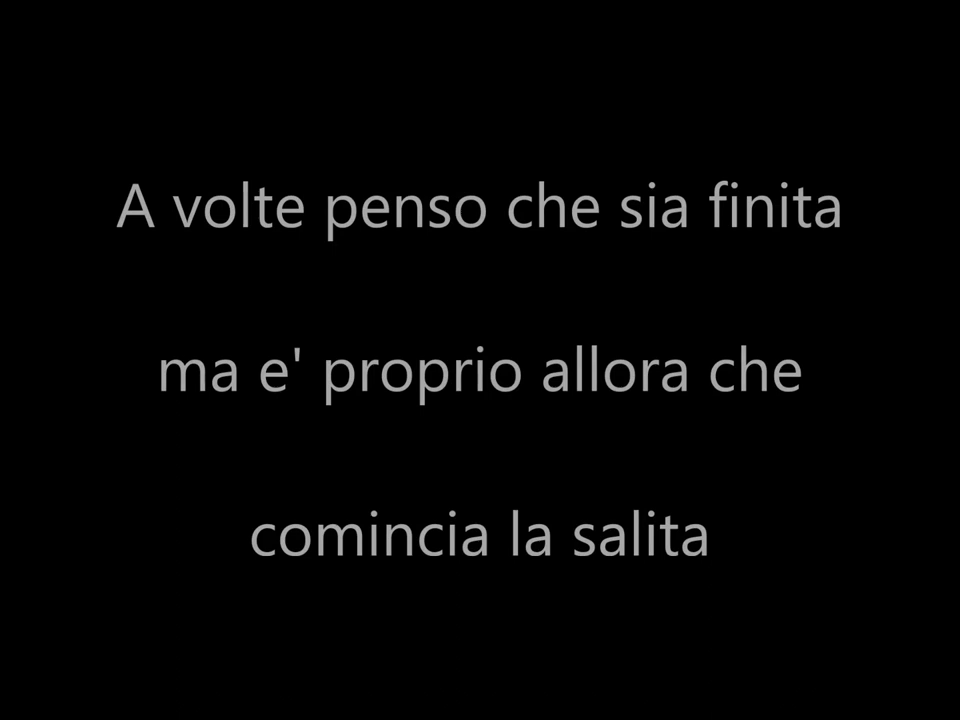 A volte penso che sia finita
ma e' proprio allora che
comincia la salita